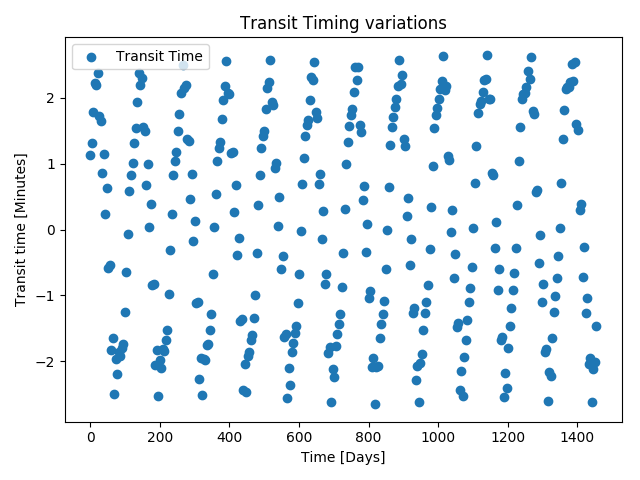 Transit Timing variations
Transit Time
Transit time [Minutes]
2
1
0
−1
−2
0 200 400 600 800 1000 1200 1400
Time [Days]